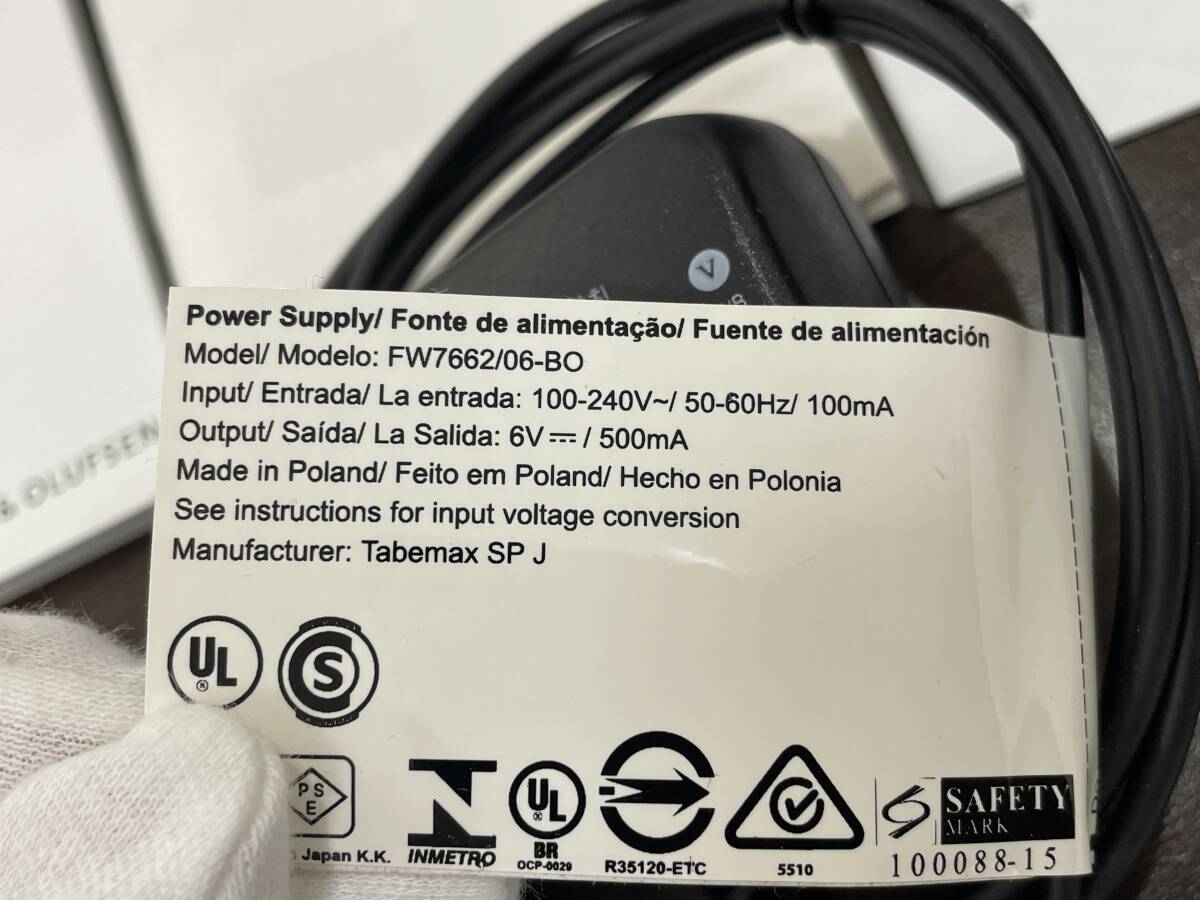 V
& OLUFSEN
Power Supply/ Fonte de alimentação/ Fuente de alimentación
Model/ Modelo: FW7662/06-BO
Input/ Entrada/ La entrada: 100-240V~/ 50-60Hz/ 100mA
Output/ Saída/ La Salida: 6V⎓ / 500mA
Made in Poland/ Feito em Poland/ Hecho en Polonia
See instructions for input voltage conversion
Manufacturer: Tabemax SP J
UL ®
S
PS
E
Japan K.K.
INMETRO
UL ®
BR
OCP-0029
R35120-ETC
5510
SAFETY
MARK
100088-15